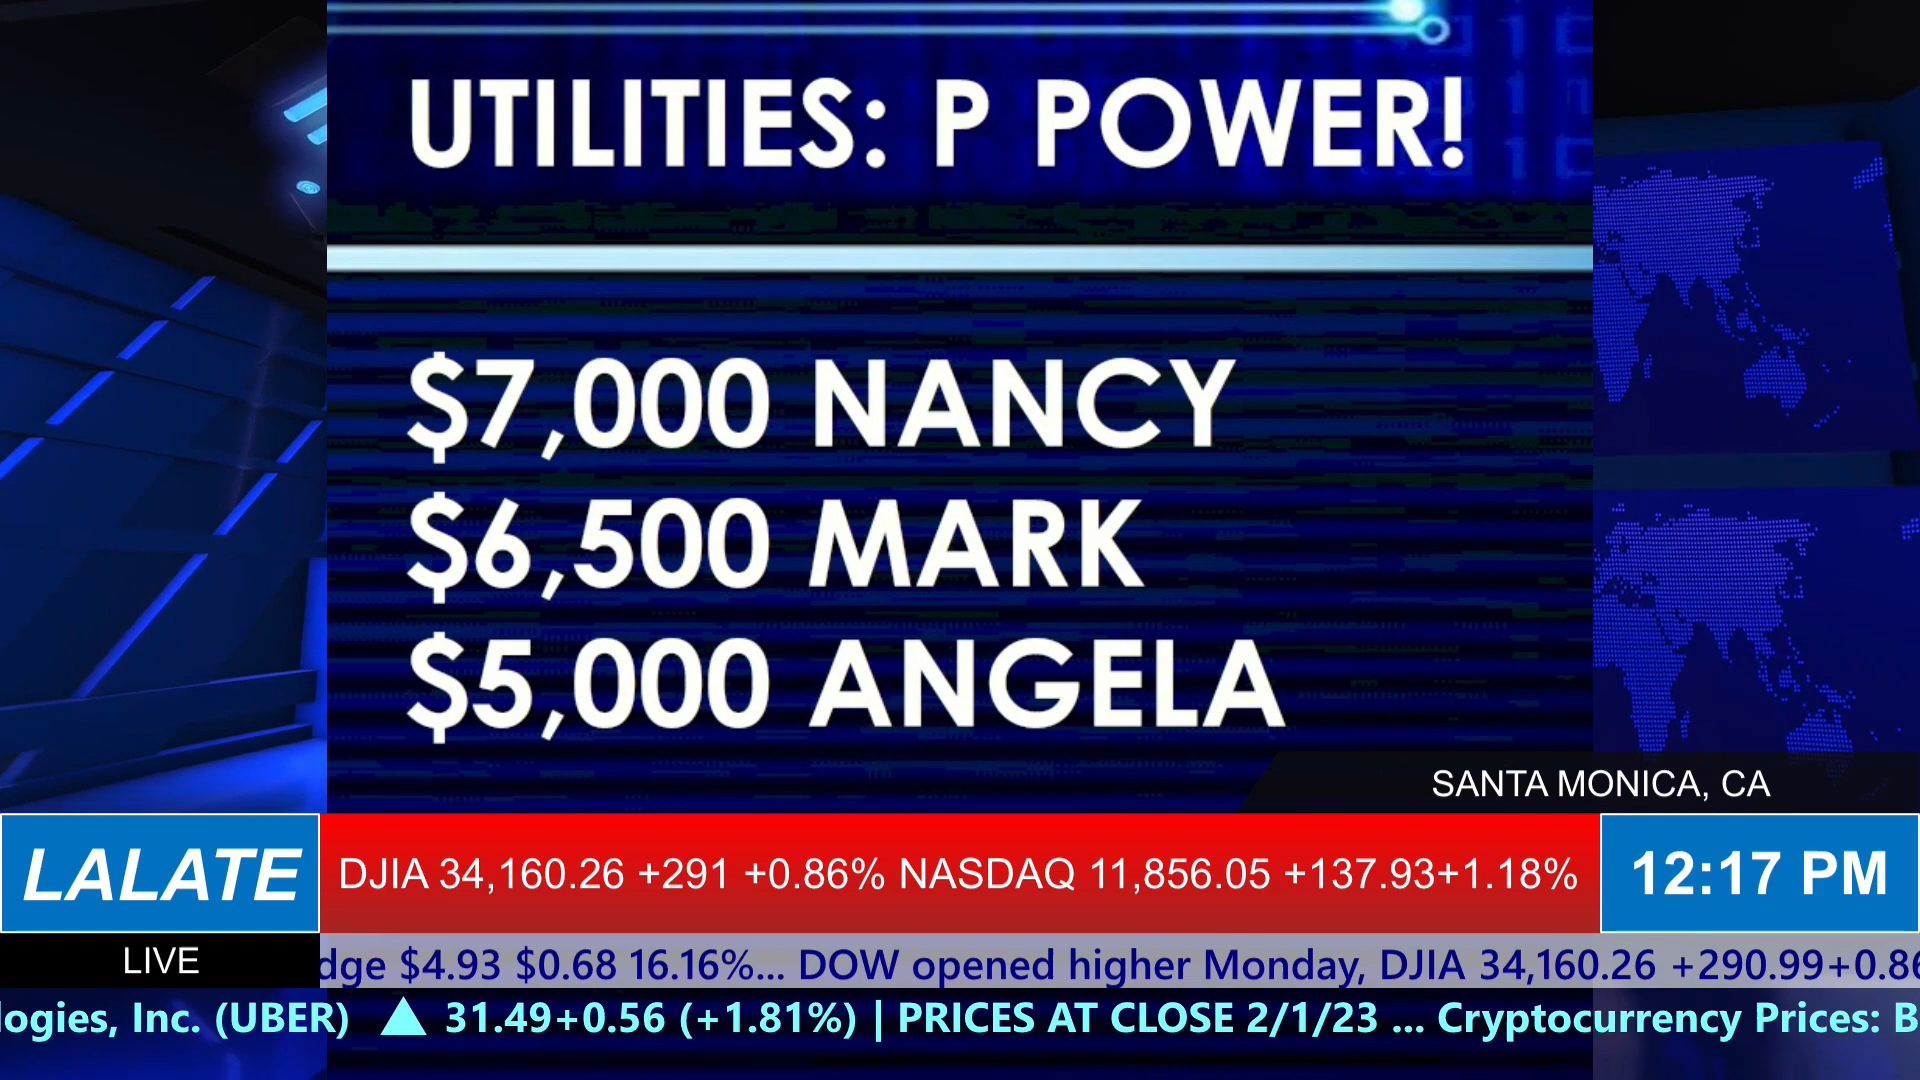 UTILITIES: P POWER!
$7,000 NANCY
$6,500 MARK
$5,000 ANGELA
SANTA MONICA, CA
LALATE
DJIA 34,160.26 +291 +0.86% NASDAQ 11,856.05 +137.93+1.18%
12:17 PM
LIVE
dge $4.93 $0.68 16.16%... DOW opened higher Monday, DJIA 34,160.26 +290.99+0.86
logies, Inc. (UBER) ▲ 31.49+0.56 (+1.81%) | PRICES AT CLOSE 2/1/23 ... Cryptocurrency Prices: B